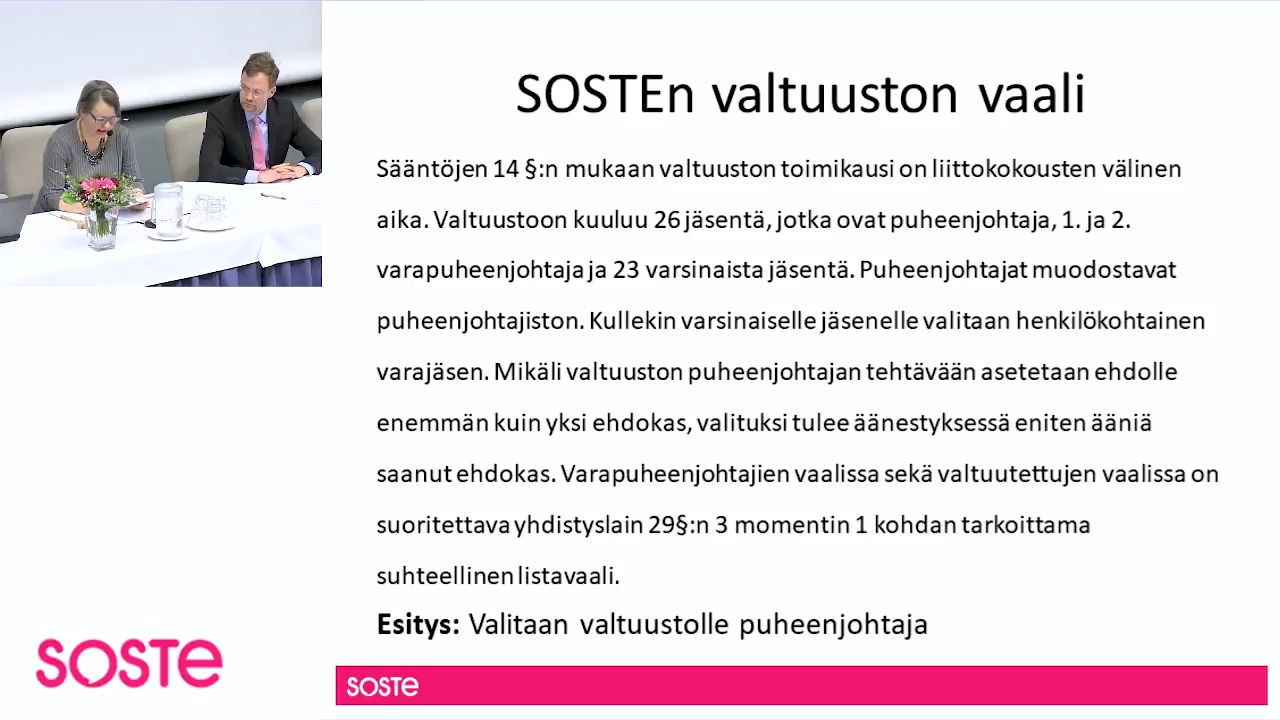 SOSTEn valtuuston vaali
Sääntöjen 14 §:n mukaan valtuuston toimikausi on liittokokousten välinen
aika. Valtuustoon kuuluu 26 jäsentä, jotka ovat puheenjohtaja, 1. ja 2.
varapuheenjohtaja ja 23 varsinaista jäsentä. Puheenjohtajat muodostavat
puheenjohtajiston. Kullekin varsinaiselle jäsenelle valitaan henkilökohtainen
varajäsen. Mikäli valtuuston puheenjohtajan tehtävään asetetaan ehdolle
enemmän kuin yksi ehdokas, valituksi tulee äänestyksessä eniten ääniä
saanut ehdokas. Varapuheenjohtajien vaalissa sekä valtuutettujen vaalissa on
suoritettava yhdistyslain 29§:n 3 momentin 1 kohdan tarkoittama
suhteellinen listavaali.
Esitys: Valitaan valtuustolle puheenjohtaja
soste
soste